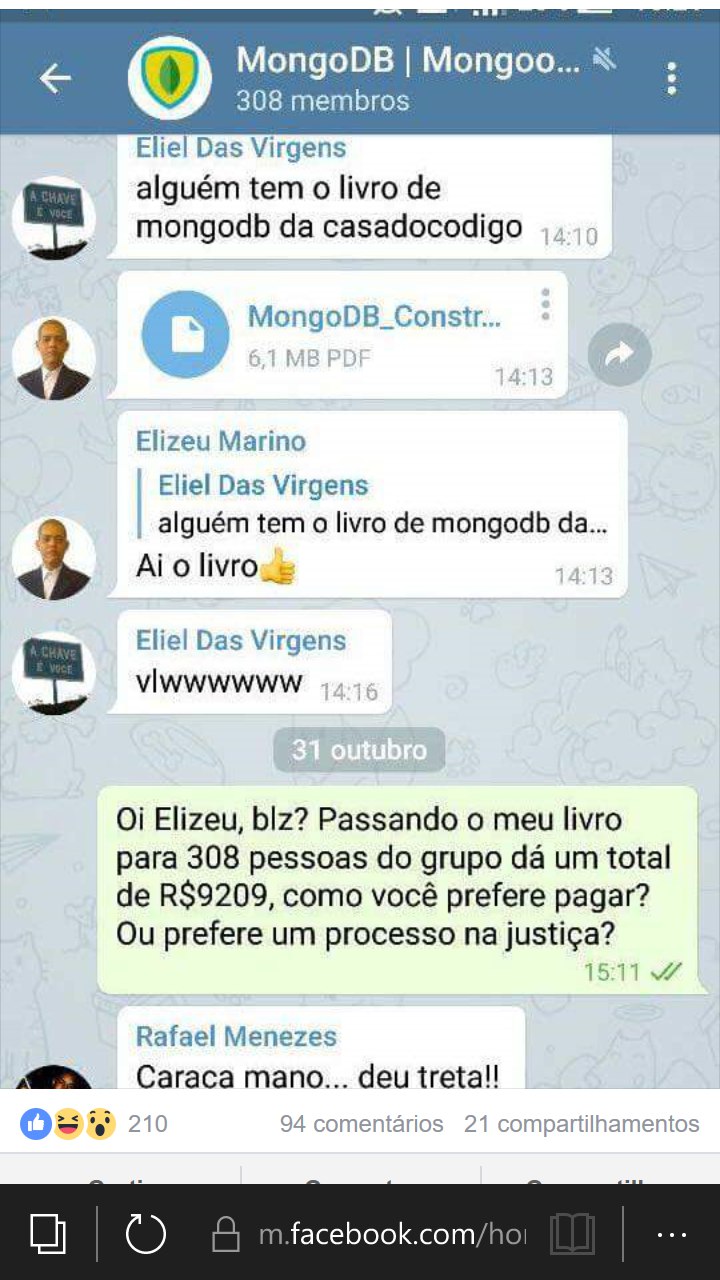 MongoDB | Mongoo...
308 membros
Eliel Das Virgens
A CHAVE
É VOCÊ
alguém tem o livro de
mongodb da casadocodigo
14:10
MongoDB_Constr...
6,1 MB PDF
14:13
Elizeu Marino
Eliel Das Virgens
alguém tem o livro de mongodb da...
Ai o livro👍
14:13
Eliel Das Virgens
A CHAVE
É VOCÊ
vlwwwwww
14:16
31 outubro
Oi Elizeu, blz? Passando o meu livro
para 308 pessoas do grupo dá um total
de R$9209, como você prefere pagar?
Ou prefere um processo na justiça?
15:11
Rafael Menezes
Caraca mano... deu treta!!
210
94 comentários 21 compartilhamentos
m.facebook.com/ho
...